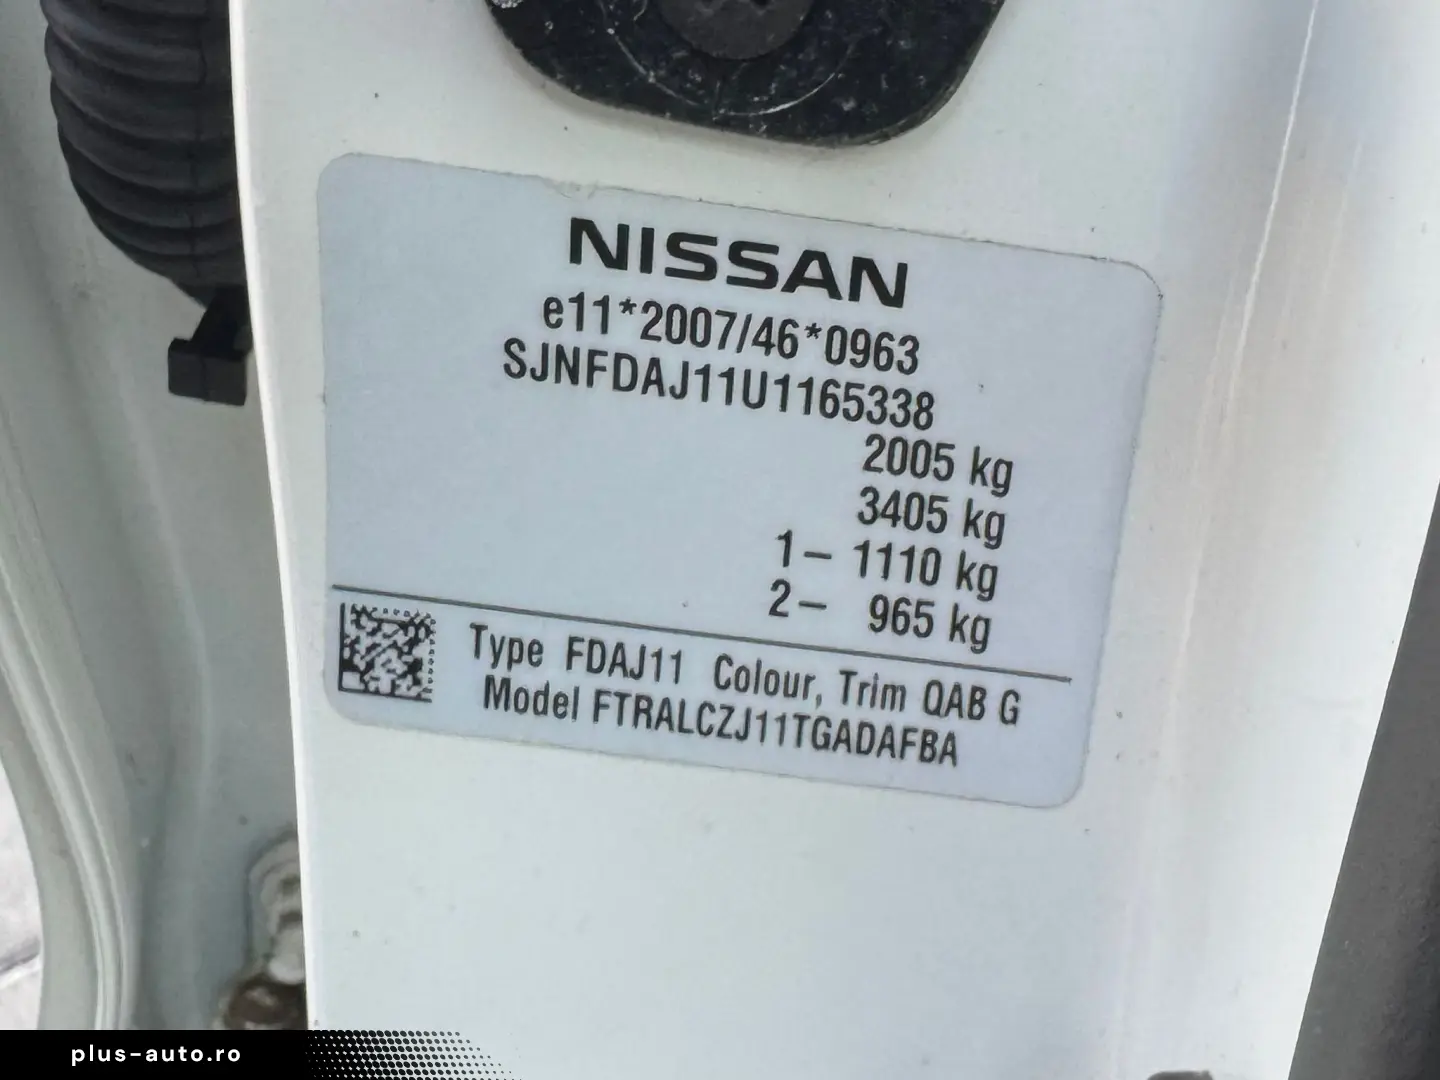 NISSAN
e11*2007/46*0963
SJNFDAJ11U1165338
2005 kg
3405 kg
1- 1110 kg
2- 965 kg
Type FDAJ11 Colour, Trim QAB G
Model FTRALCZJ11TGADAFBA
plus-auto.ro